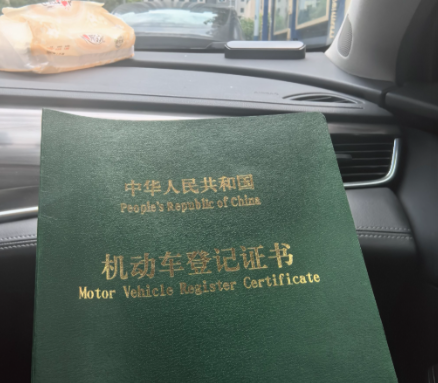 中华人民共和国
People's Republic of China
机动车登记证书
Motor Vehicle Register Certificate